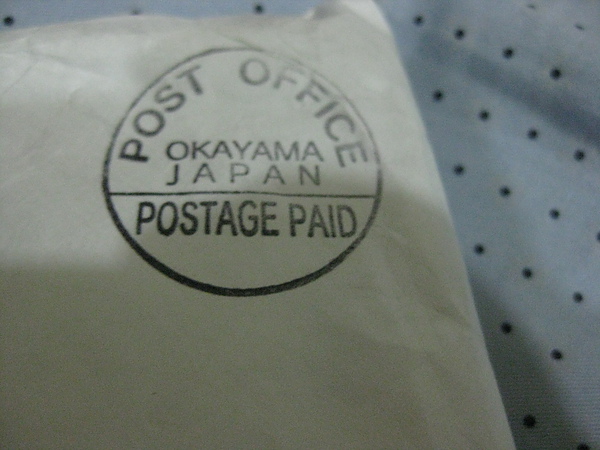 POST OFFICE
OKAYAMA
JAPAN
POSTAGE PAID